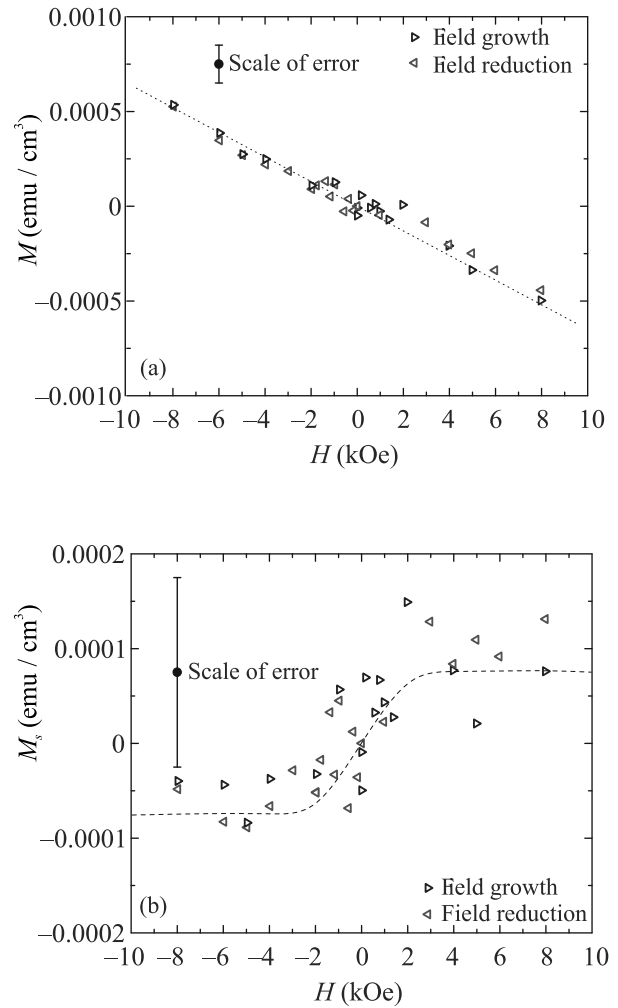 0.0010
Field growth
Field reduction
Scale of error
0.0005
0
–0.0005
–0.0010
M (emu / cm³)
(a)
–10 –8 –6 –4 –2 0 2 4 6 8 10
H (kOe)
0.0002
0.0001
Scale of error
0
–0.0001
–0.0002
Mₛ (emu / cm³)
Field growth
(b)
Field reduction
–10 –8 –6 –4 –2 0 2 4 6 8 10
H (kOe)